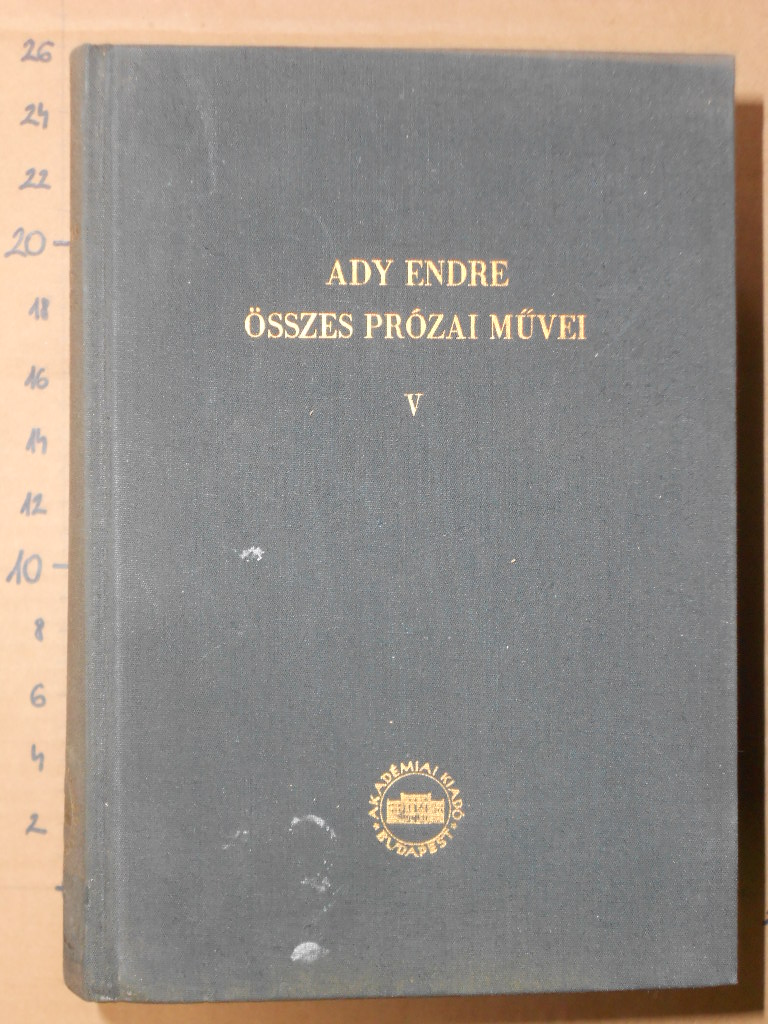 26
24
22
20
18
16
14
12
10
8
6
4
2
ADY ENDRE
ÖSSZES PRÓZAI MŰVEI
V
AKADÉMIAI KIADÓ
BUDAPEST